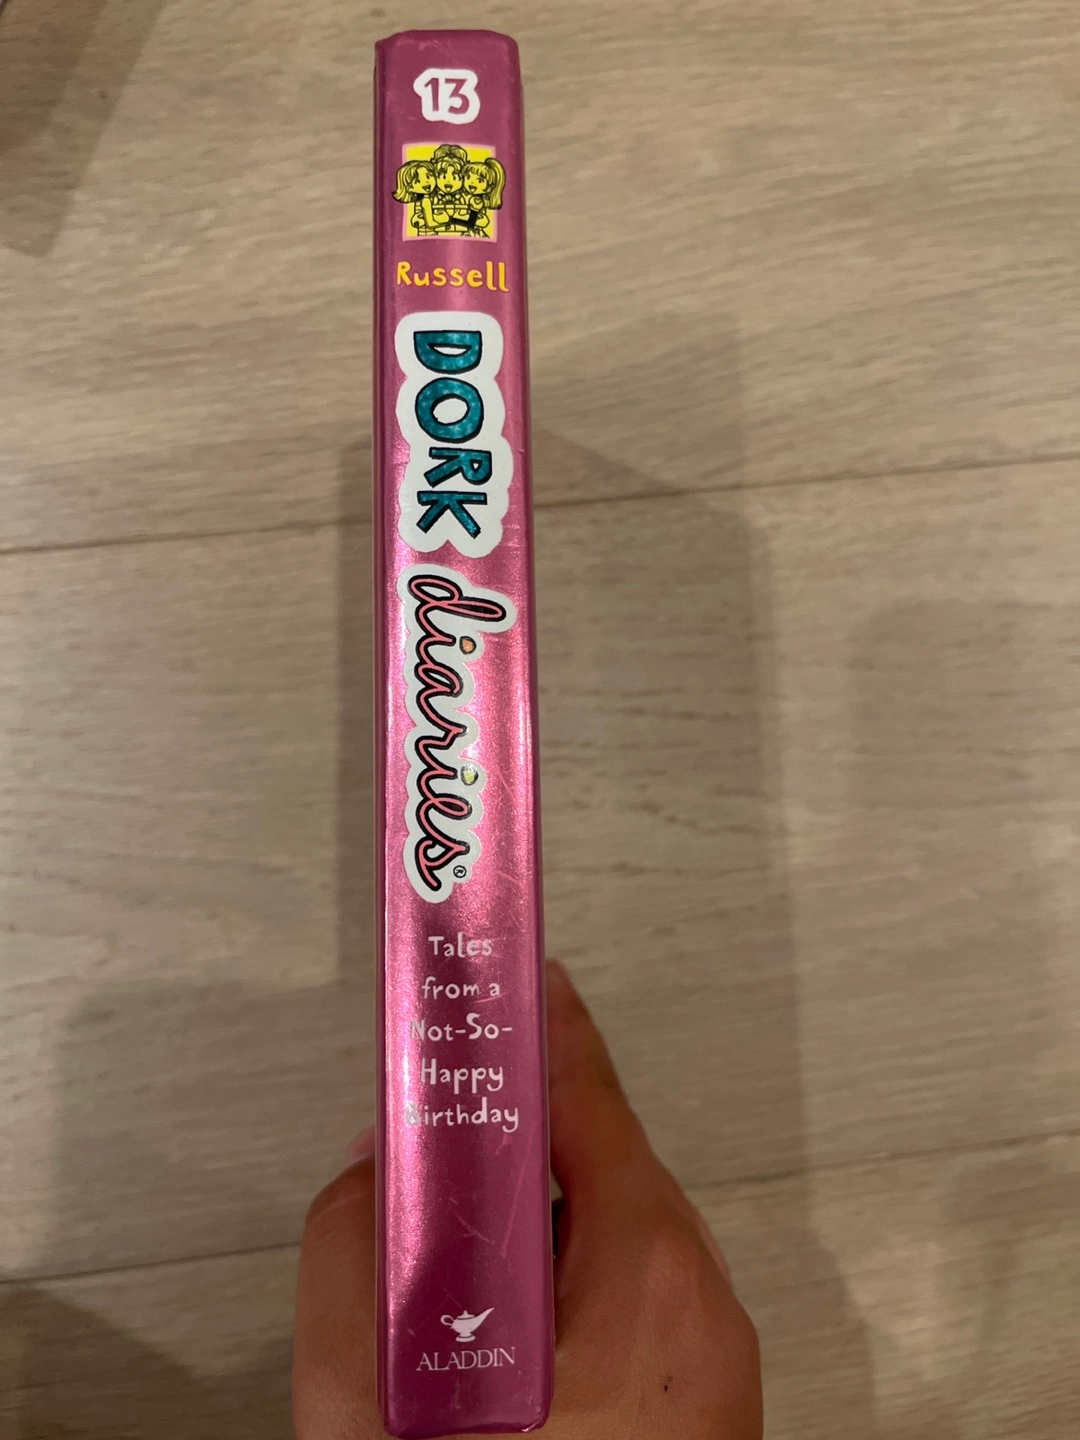 13
Russell
DORK
diaries®
Tales
from a
Not-So-
Happy
Birthday
ALADDIN